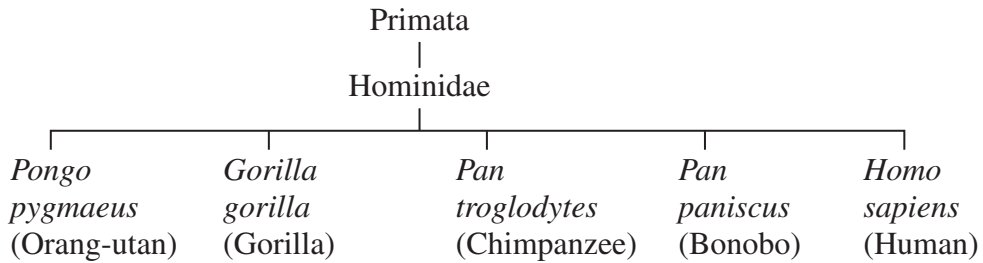 Primata
Hominidae
Pongo pygmaeus (Orang-utan)
Gorilla gorilla (Gorilla)
Pan troglodytes (Chimpanzee)
Pan paniscus (Bonobo)
Homo sapiens (Human)